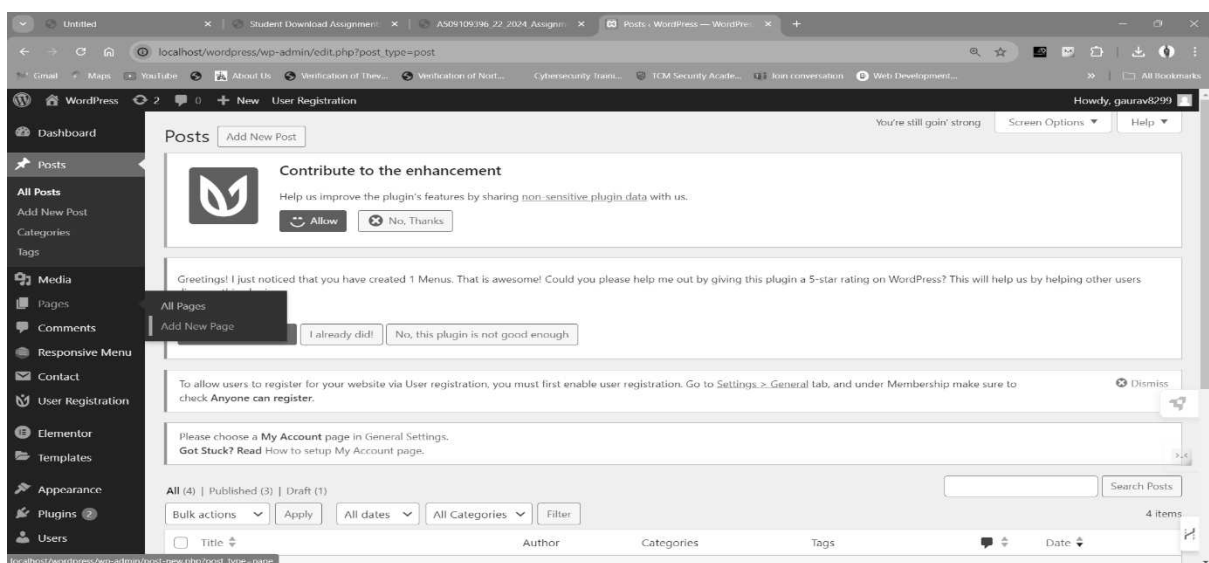 Untitled
Student Download Assignment
A509109396 22 2024 Assignm
Posts ‹ WordPress — WordPre
localhost/wordpress/wp-admin/edit.php?post_type=post
Gmail Maps YouTube About Us Verification of They... Verification of Nort... Cybersecurity Traini... TCM Security Acade... Join conversation Web Development... » All Bookmarks
WordPress 2 0 + New User Registration Howdy, gaurav8299
You're still goin' strong Screen Options ▼ Help ▼
Dashboard
Posts
All Posts
Add New Post
Categories
Tags
Media
Pages
Comments
Responsive Menu
Contact
User Registration
Elementor
Templates
Appearance
Plugins 2
Users
All Pages
Add New Page
Posts Add New Post
Contribute to the enhancement
Help us improve the plugin's features by sharing non-sensitive plugin data with us.
Allow No, Thanks
Greetings! I just noticed that you have created 1 Menus. That is awesome! Could you please help me out by giving this plugin a 5-star rating on WordPress? This will help us by helping other users
I already did! No, this plugin is not good enough
To allow users to register for your website via User registration, you must first enable user registration. Go to Settings > General tab, and under Membership make sure to
check Anyone can register.
Dismiss
Please choose a My Account page in General Settings.
Got Stuck? Read How to setup My Account page.
All (4) | Published (3) | Draft (1)
Search Posts
Bulk actions Apply All dates All Categories Filter 4 items
Title Author Categories Tags Date
localhost/wordpress/wp-admin/post-new.php?post_type=page